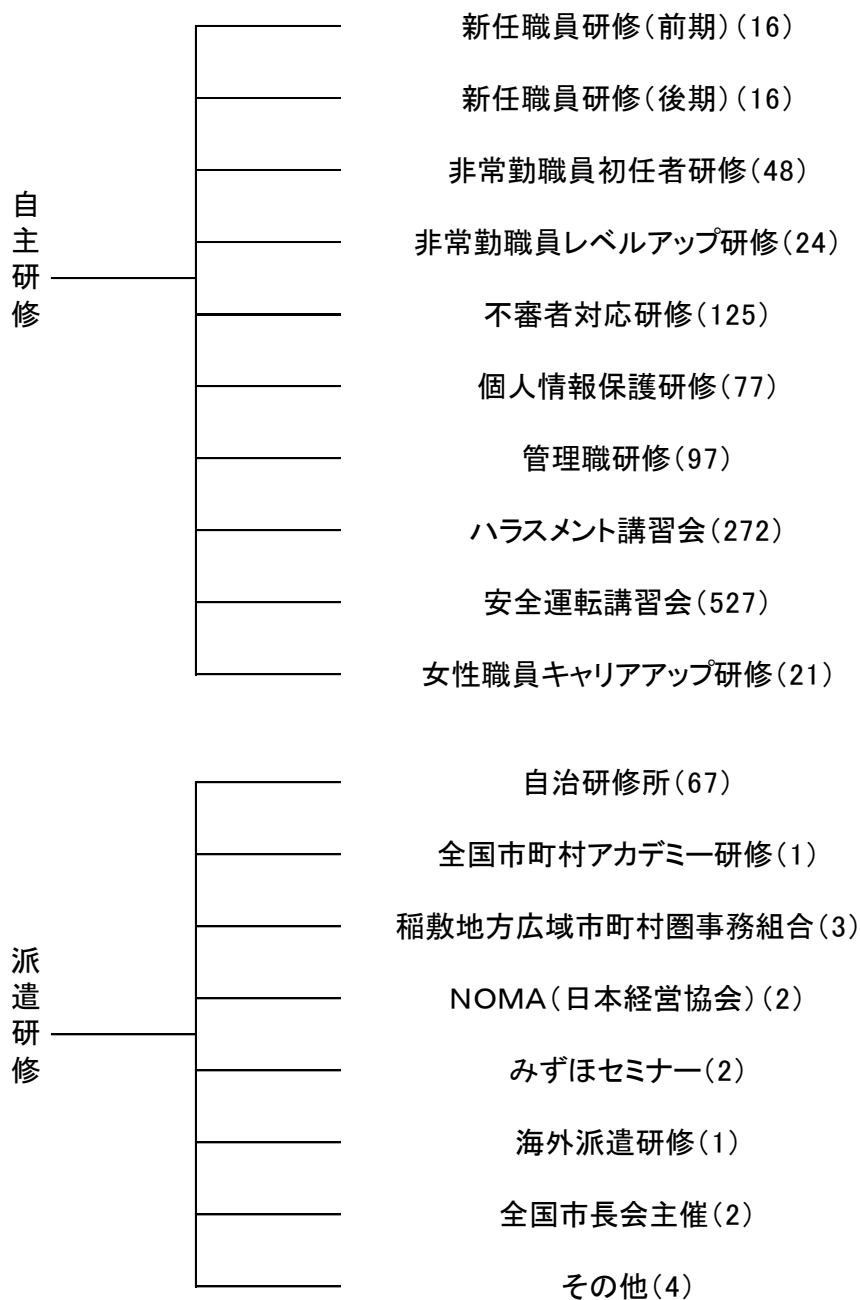 自主研修
新任職員研修(前期)(16)
新任職員研修(後期)(16)
非常勤職員初任者研修(48)
非常勤職員レベルアップ研修(24)
不審者対応研修(125)
個人情報保護研修(77)
管理職研修(97)
ハラスメント講習会(272)
安全運転講習会(527)
女性職員キャリアアップ研修(21)
派遣研修
自治研修所(67)
全国市町村アカデミー研修(1)
稲敷地方広域市町村圏事務組合(3)
NOMA(日本経営協会)(2)
みずほセミナー(2)
海外派遣研修(1)
全国市長会主催(2)
その他(4)